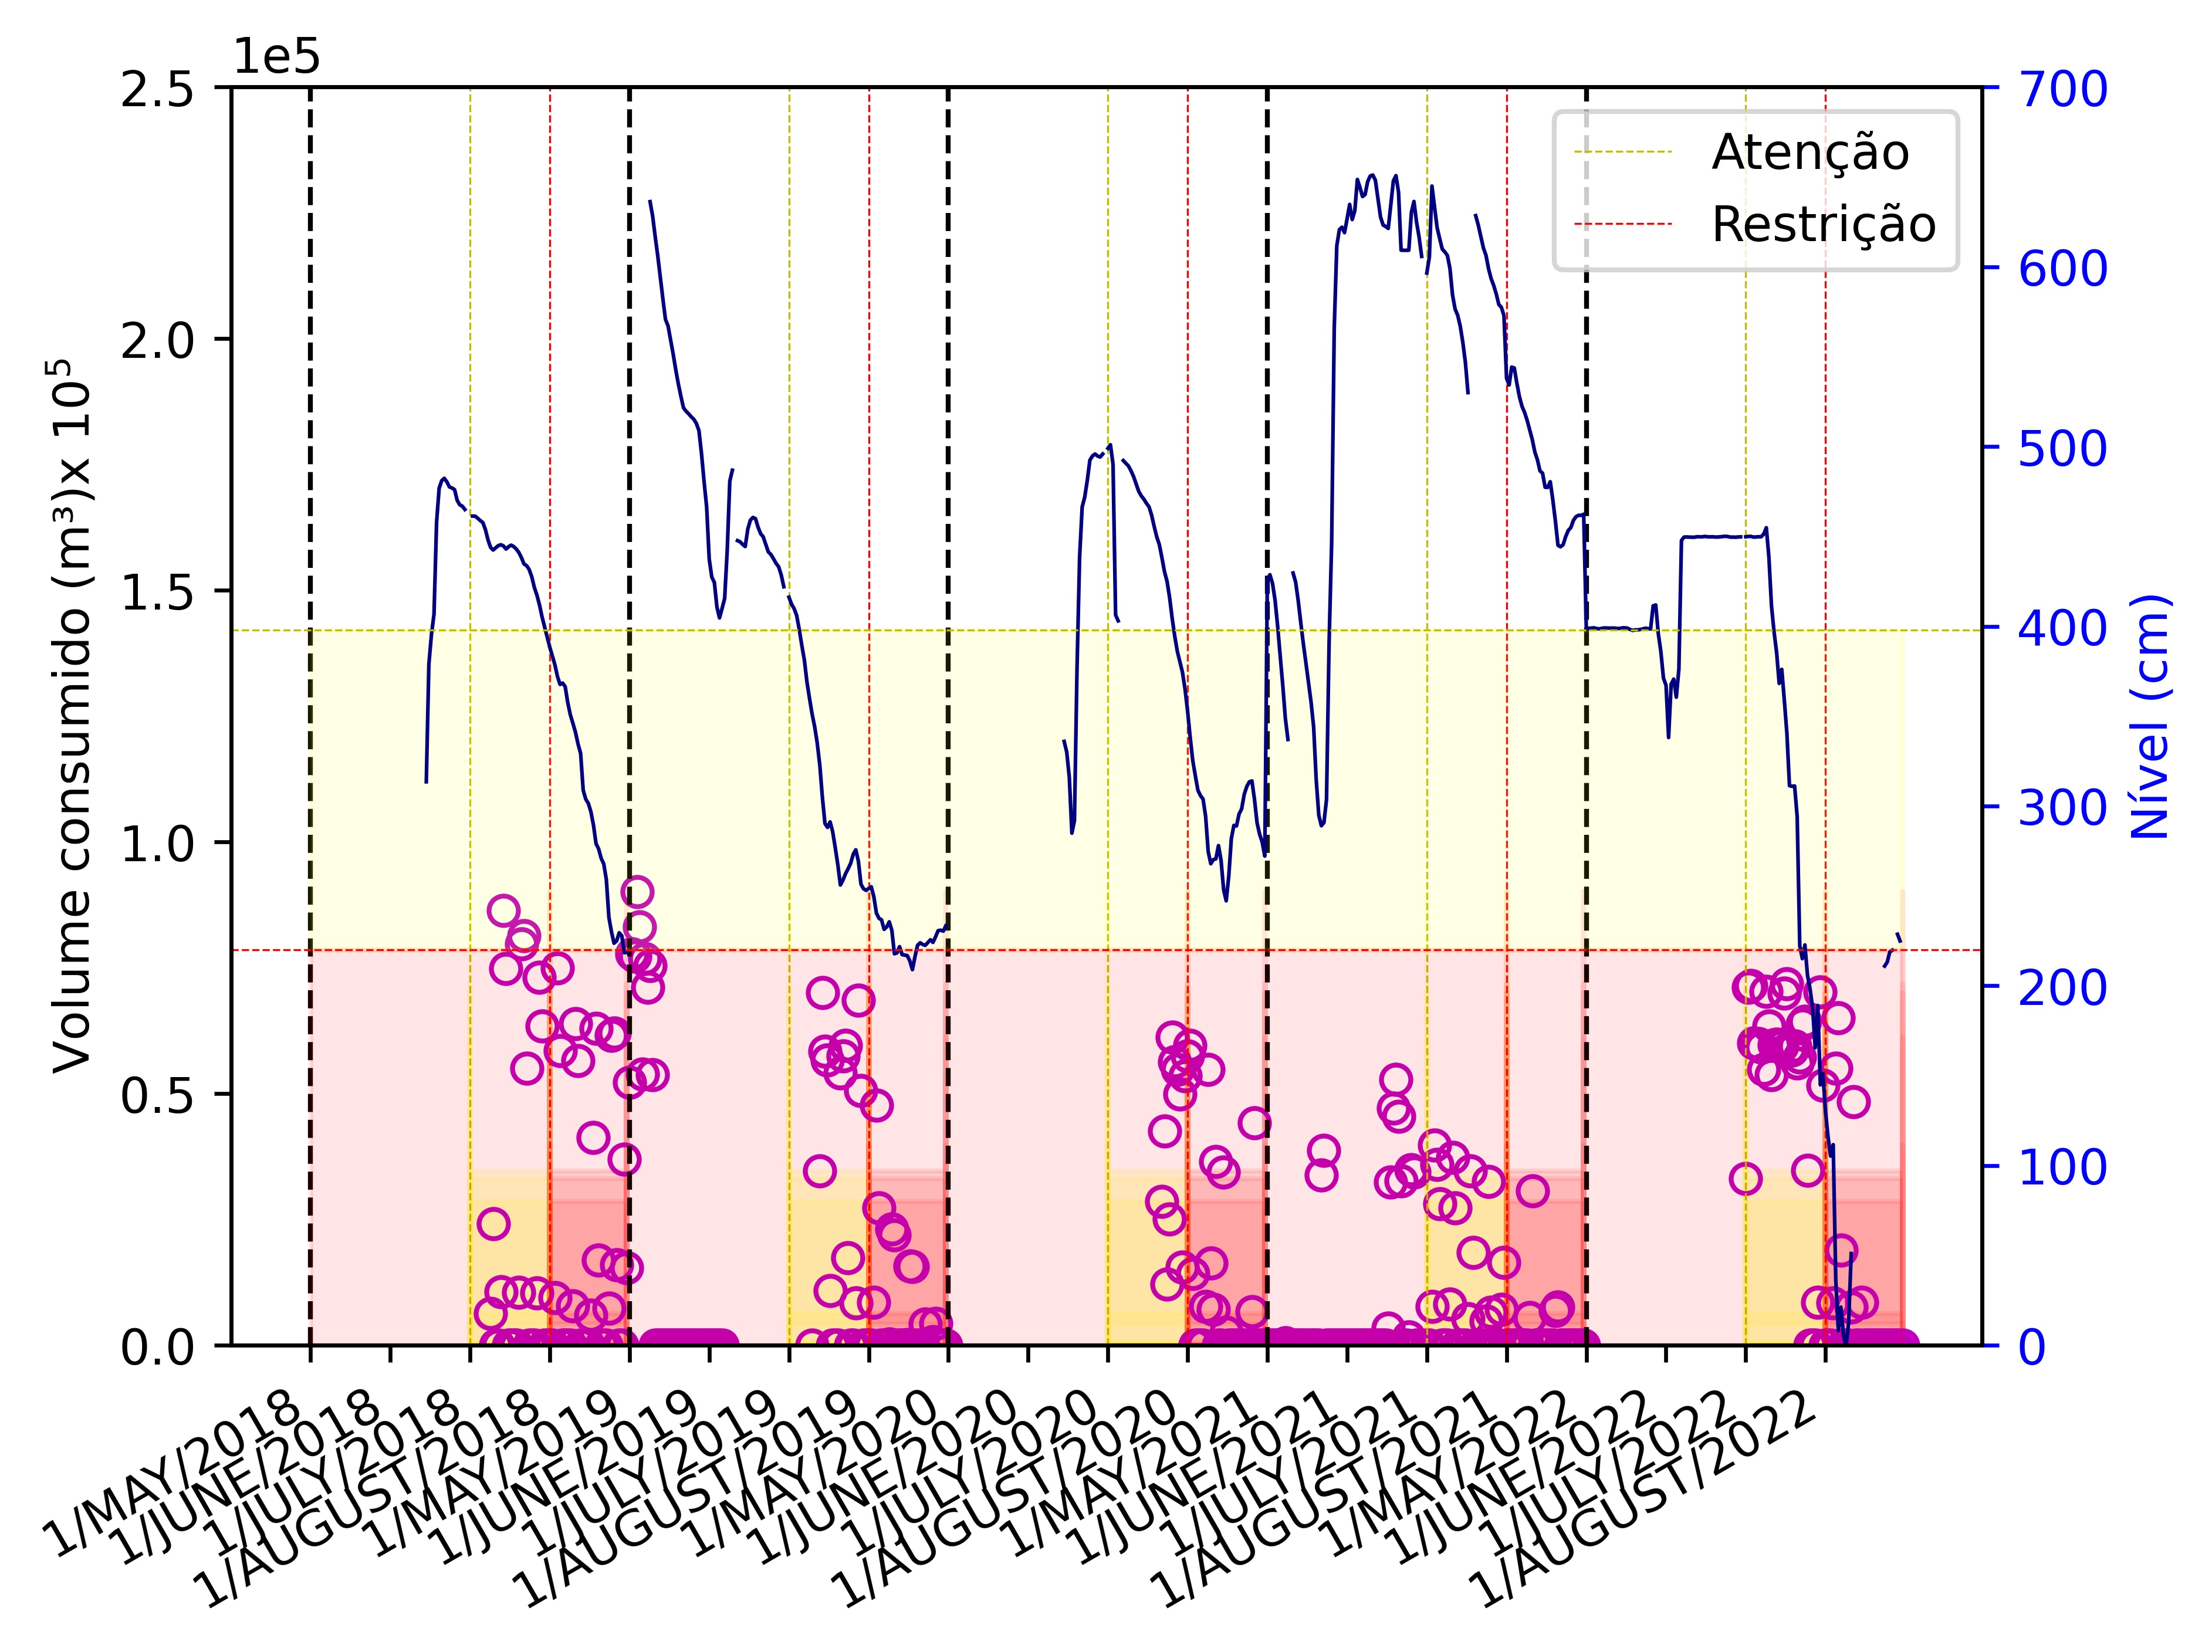 1e5
Volume consumido (m³)x 10⁵
2.5
2.0
1.5
1.0
0.5
0.0
Atenção
Restrição
700
600
500
400
300
200
100
0
Nível (cm)
1/MAY/2018
1/JUNE/2018
1/JULY/2018
1/AUGUST/2018
1/MAY/2019
1/JUNE/2019
1/JULY/2019
1/AUGUST/2019
1/MAY/2020
1/JUNE/2020
1/JULY/2020
1/AUGUST/2020
1/MAY/2021
1/JUNE/2021
1/JULY/2021
1/AUGUST/2021
1/MAY/2022
1/JUNE/2022
1/JULY/2022
1/AUGUST/2022